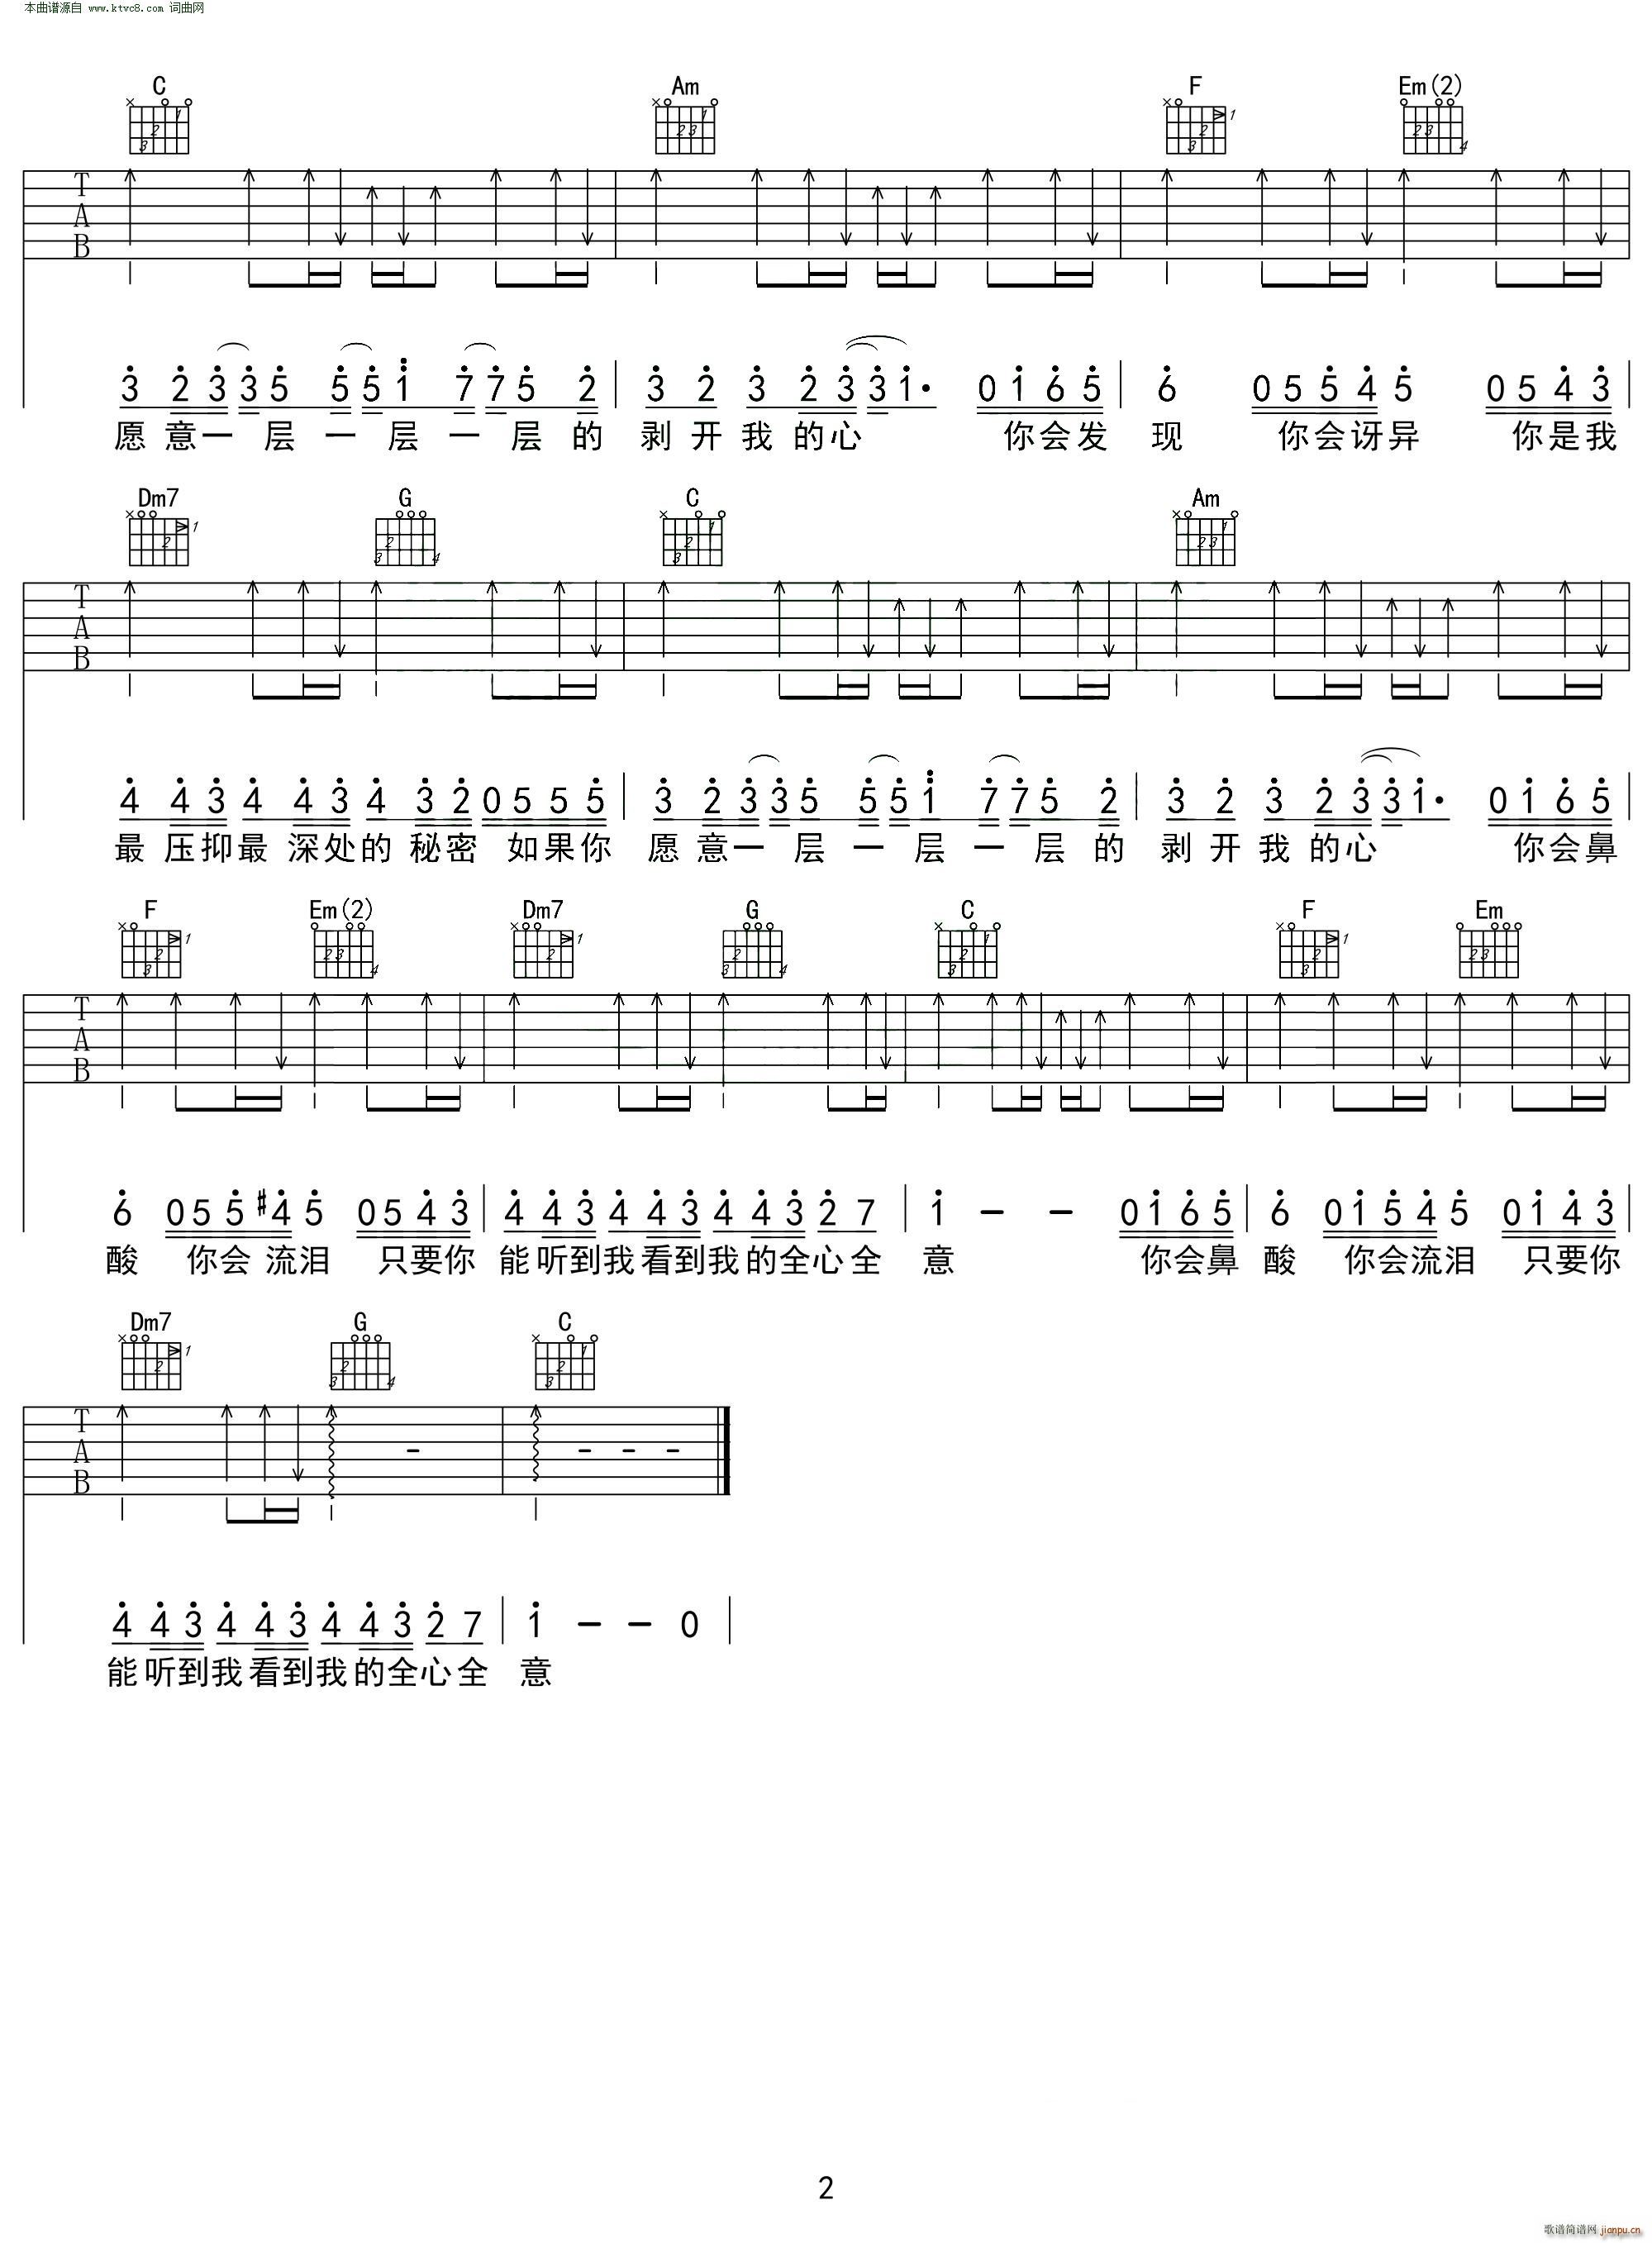 本曲谱源自 www.ktvc8.com 词曲网
C Am F Em(2)
T
A
B
3 2 3 3 5 5 5 1 7 7 5 2 | 3 2 3 2 3 3 1· 0 1 6 5 | 6 0 5 5 4 5 0 5 4 3 |
愿 意一 层 一 层 一 层 的 剥 开 我 的心 你会发 现 你会讶异 你是我
Dm7 G C Am
T
A
B
4 4 3 4 4 3 4 3 2 0 5 5 5 | 3 2 3 3 5 5 5 1 7 7 5 2 | 3 2 3 2 3 3 1· 0 1 6 5 |
最 压抑最 深处的 秘密 如果你 愿 意一 层 一 层 一 层 的 剥 开 我 的心 你会鼻
F Em(2) Dm7 G C F Em
T
A
B
6 0 5 5 #4 5 0 5 4 3 | 4 4 3 4 4 3 4 4 3 2 7 | 1 – – 0 1 6 5 | 6 0 1 5 4 5 0 1 4 3 |
酸 你会 流泪 只要你 能听到我看到我的全心全 意 你会鼻 酸 你会流泪 只要你
Dm7 G C
T
A
B
4 4 3 4 4 3 4 4 3 2 7 | 1 – – 0 |
能听到我看到我的全心全 意
2
歌谱简谱网 jianpu.cn